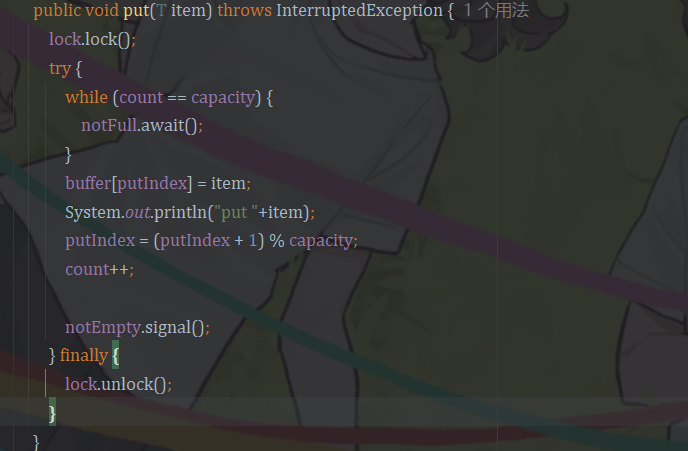 public void put(T item) throws InterruptedException {  1 个用法
lock.lock();
try {
while (count == capacity) {
notFull.await();
}
buffer[putIndex] = item;
System.out.println("put "+item);
putIndex = (putIndex + 1) % capacity;
count++;
notEmpty.signal();
} finally {
lock.unlock();
}
}